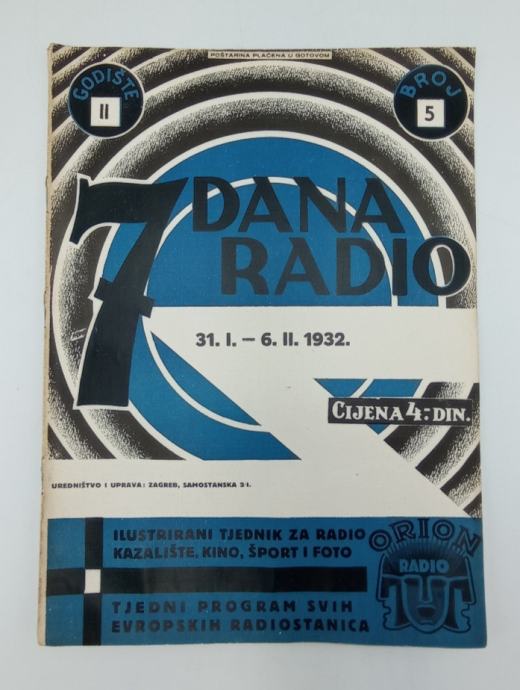 POŠTARINA PLAĆENA U GOTOVOM
GODIŠTE
II
BROJ
5
7 DANA
RADIO
31. I. – 6. II. 1932.
CIJENA 4:- DIN.
UREDNIŠTVO I UPRAVA: ZAGREB, SAMOSTANSKA 2/I.
ILUSTRIRANI TJEDNIK ZA RADIO
KAZALIŠTE, KINO, ŠPORT I FOTO
TJEDNI PROGRAM SVIH
EVROPSKIH RADIOSTANICA
ORION
RADIO